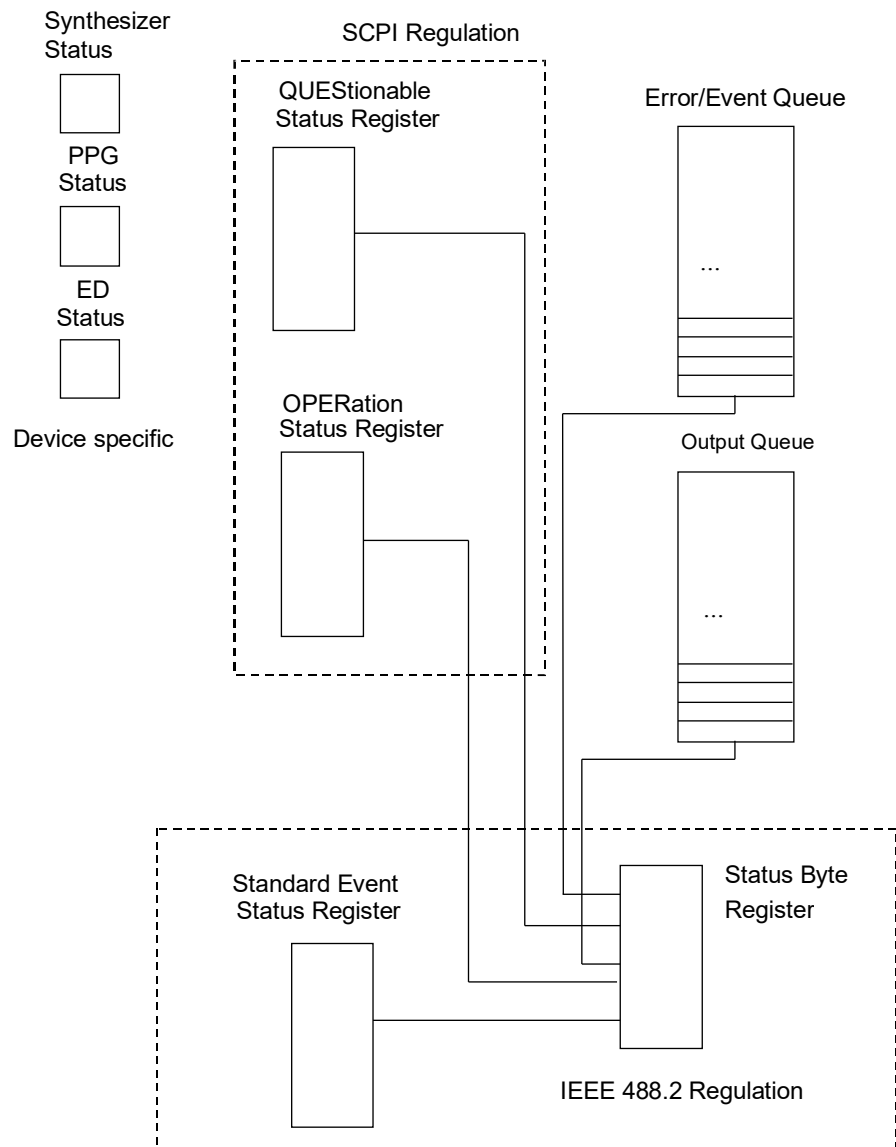 Synthesizer
Status
PPG
Status
ED
Status
Device specific
SCPI Regulation
QUEStionable
Status Register
OPERation
Status Register
Error/Event Queue
...
Output Queue
...
Standard Event
Status Register
Status Byte
Register
IEEE 488.2 Regulation